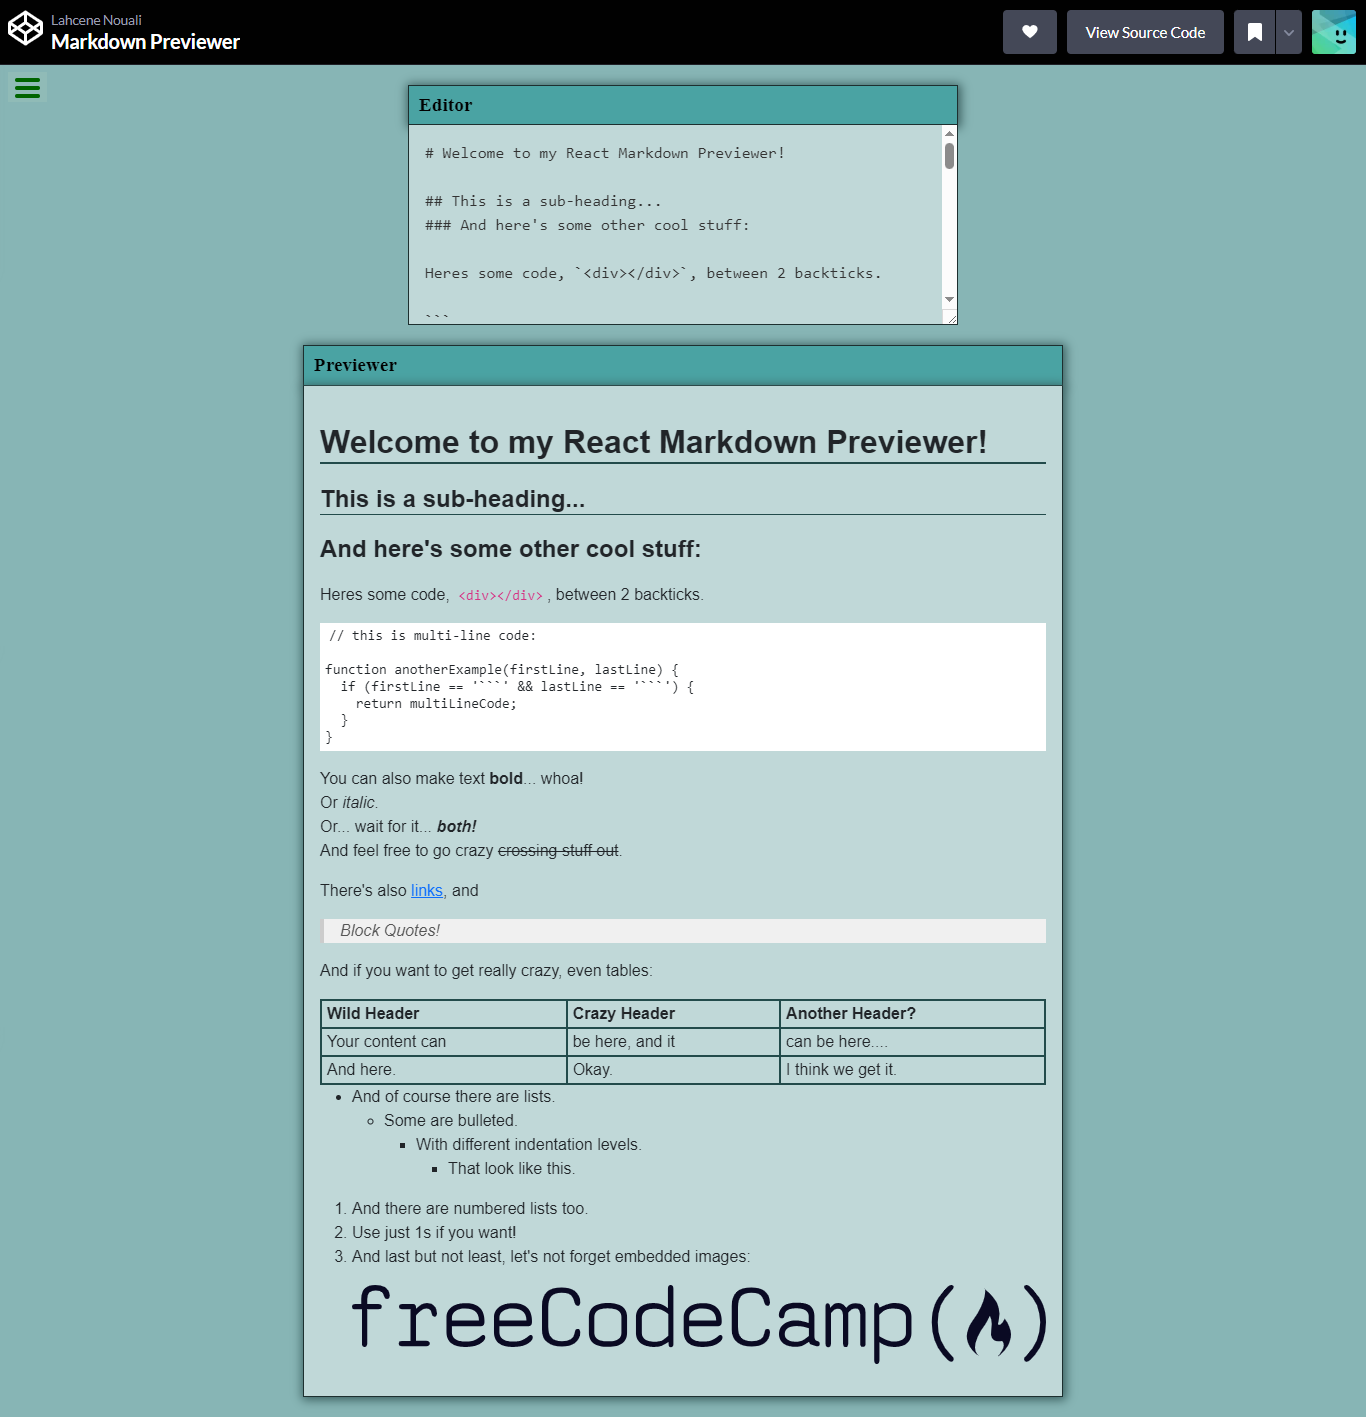 Lahcene Nouali
Markdown Previewer
View Source Code
Editor
# Welcome to my React Markdown Previewer!
## This is a sub-heading...
### And here's some other cool stuff:
Heres some code, `<div></div>`, between 2 backticks.
```
Previewer
Welcome to my React Markdown Previewer!
This is a sub-heading...
And here's some other cool stuff:
Heres some code, <div></div> , between 2 backticks.
// this is multi-line code:
function anotherExample(firstLine, lastLine) {
  if (firstLine == '```' && lastLine == '```') {
    return multiLineCode;
  }
}
You can also make text bold... whoa!
Or italic.
Or... wait for it... both!
And feel free to go crazy crossing stuff out.
There's also links, and
Block Quotes!
And if you want to get really crazy, even tables:
Wild Header Crazy Header Another Header?
Your content can be here, and it can be here....
And here. Okay. I think we get it.
• And of course there are lists.
◦ Some are bulleted.
▪ With different indentation levels.
▪ That look like this.
1. And there are numbered lists too.
2. Use just 1s if you want!
3. And last but not least, let's not forget embedded images:
freeCodeCamp( )